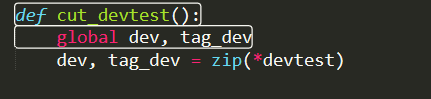 def cut_devtest():
    global dev, tag_dev
    dev, tag_dev = zip(*devtest)